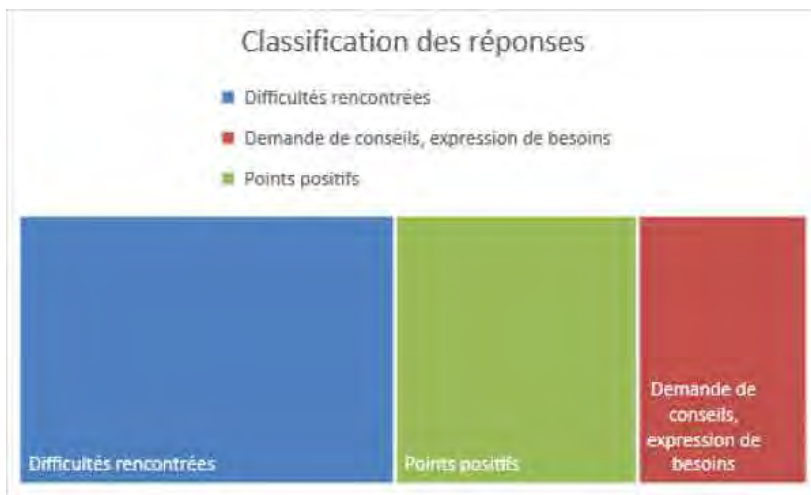 Classification des réponses
Difficultés rencontrées
Demande de conseils, expression de besoins
Points positifs
Difficultés rencontrées
Points positifs
Demande de
conseils,
expression de
besoins